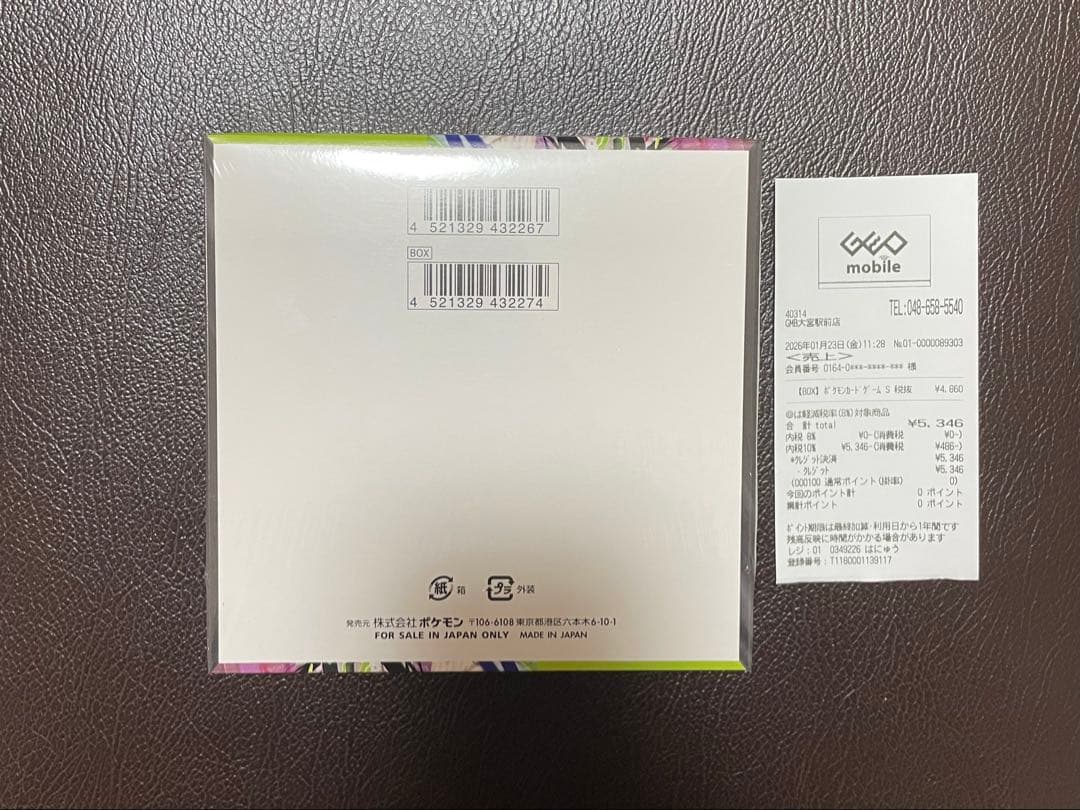 4 521329 432267
BOX
4 521329 432274
紙 箱 プラ 外装
発売元 株式会社ポケモン 〒106-6108 東京都港区六本木6-10-1
FOR SALE IN JAPAN ONLY MADE IN JAPAN
GEO
mobile
TEL:048-658-5540
40314
GMB大宮駅前店
2026年01月23日(金)11:28 №01-0000089303
<売上>
会員番号 0164-0***-****-*** 様
【BOX】ポケモンカードゲーム S 税抜 ¥4,860
@は軽減税率(8%)対象商品
合 計 total ¥5,346
内税 8% ¥0-(消費税 ¥0-)
内税10% ¥5,346-(消費税 ¥486-)
*クレジット決済 ¥5,346
・クレジット ¥5,346
(000100 通常ポイント(掛率) 0)
今回のポイント計 0 ポイント
累計ポイント 0 ポイント
ポイント期限は最終加算・利用日から1年間です
残高反映に時間がかかる場合があります
レジ:01 0349226 はにゅう
登録番号:T1180001139117